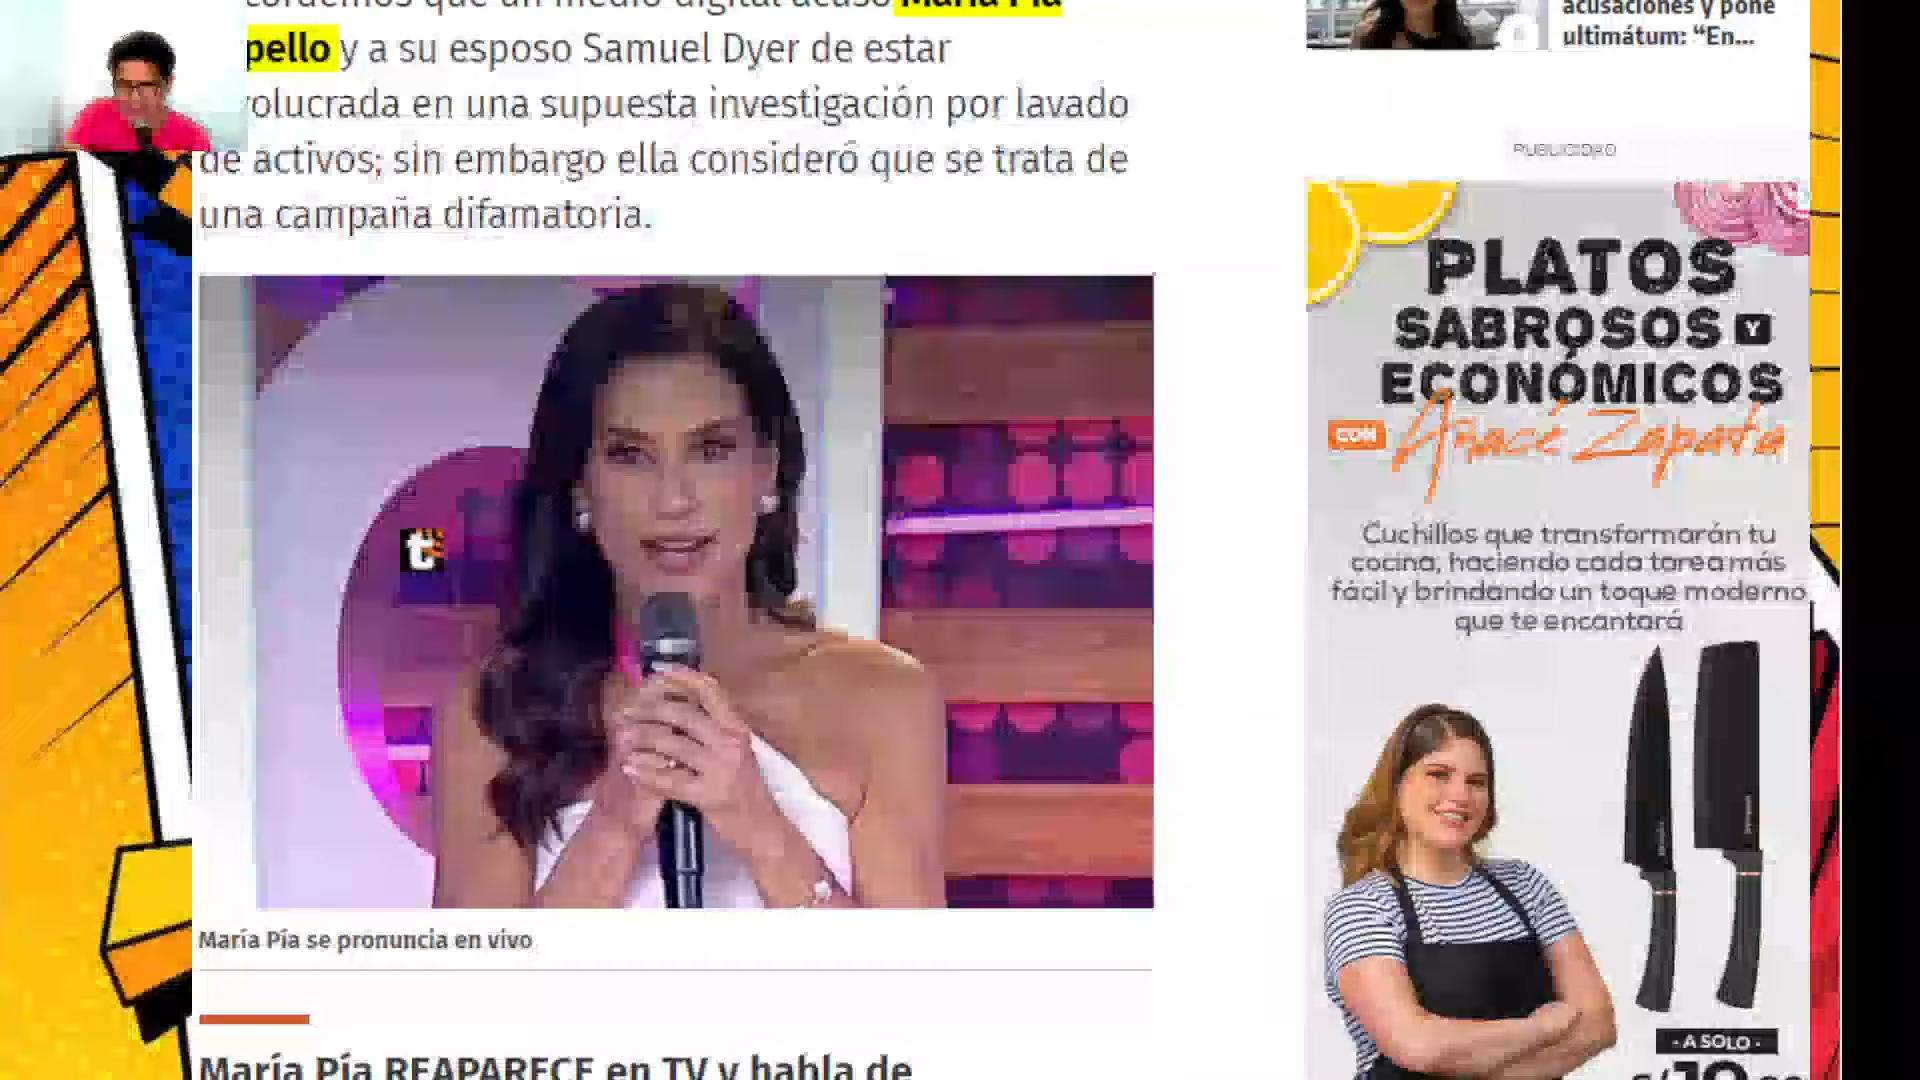 María Pía
pello y a su esposo Samuel Dyer de estar
volucrada en una supuesta investigación por lavado
de activos; sin embargo ella consideró que se trata de
una campaña difamatoria.
t
María Pía se pronuncia en vivo
María Pía REAPARECE en TV y habla de
acusaciones y pone
ultimátum: “En...
PUBLICIDAD
PLATOS
SABROSOS Y
ECONÓMICOS
CON Anacé Zapata
Cuchillos que transformarán tu
cocina, haciendo cada tarea más
fácil y brindando un toque moderno
que te encantará
- A SOLO -